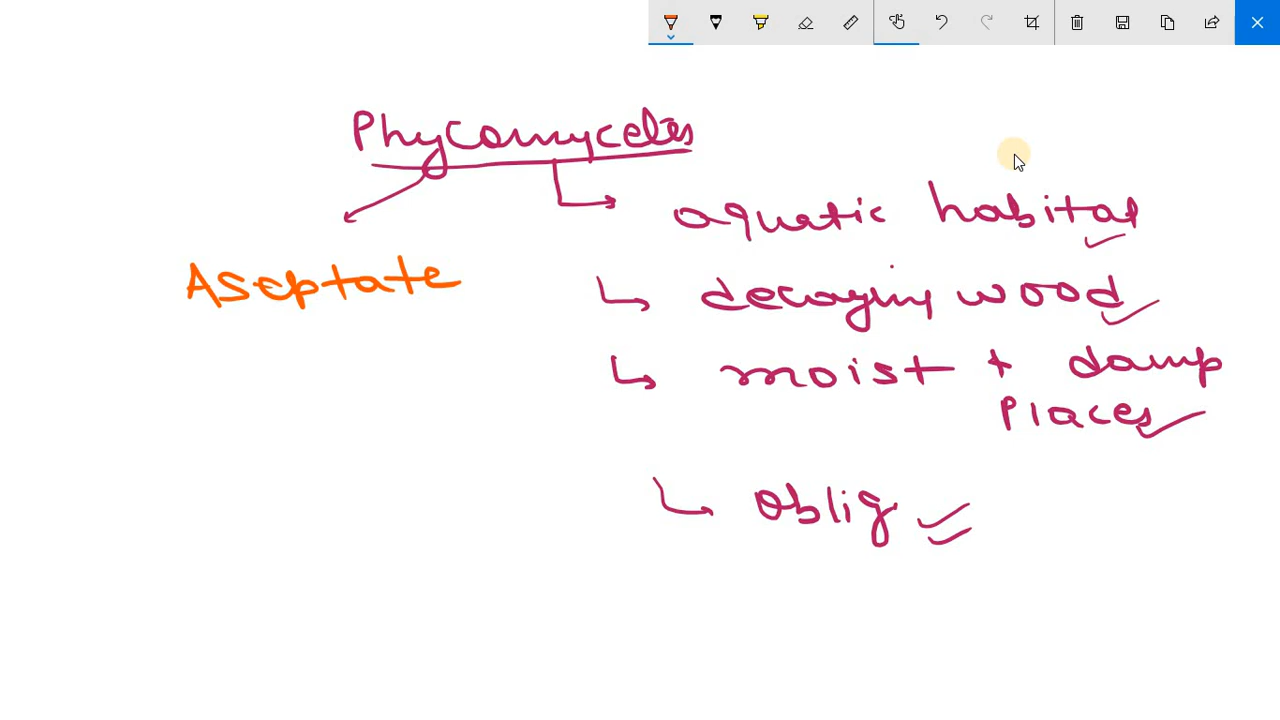 Phycomycetes
aquatic habitat
Aseptate
decaying wood
moist + damp
Places
oblig